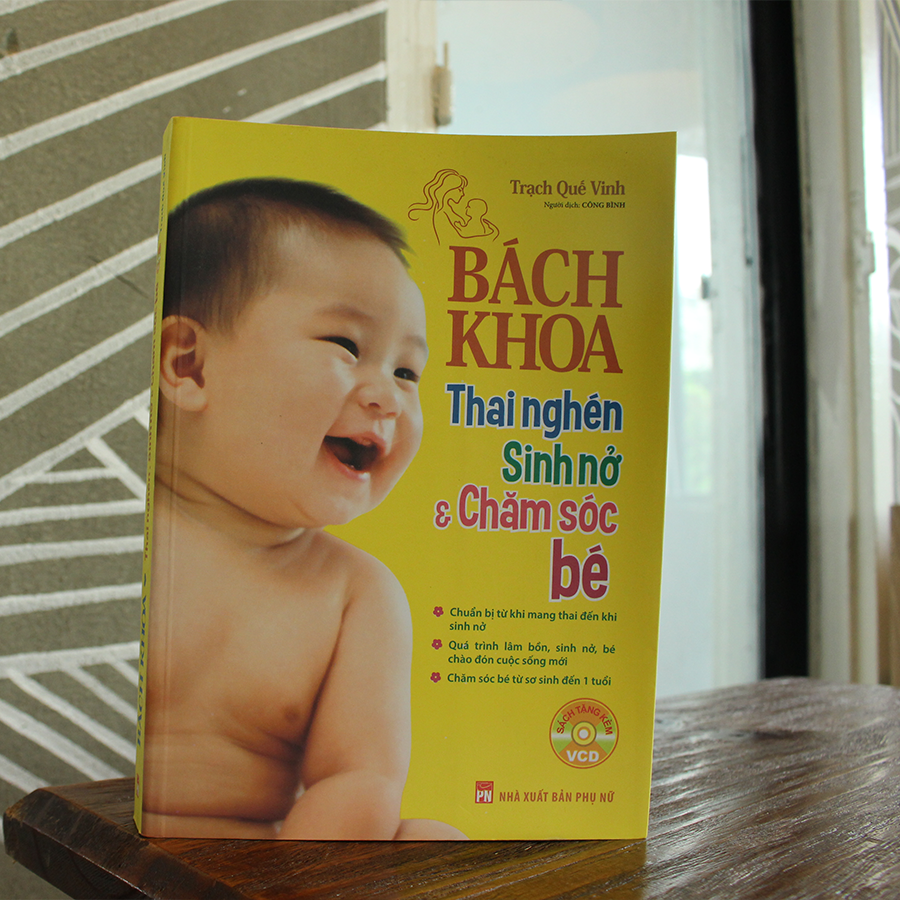 Trạch Quế Vinh
Người dịch: CÔNG BÌNH
BÁCH
KHOA
Thai nghén
Sinh nở
& Chăm sóc
bé
Chuẩn bị từ khi mang thai đến khi
sinh nở
Quá trình lâm bồn, sinh nở, bé
chào đón cuộc sống mới
Chăm sóc bé từ sơ sinh đến 1 tuổi
SÁCH TẶNG KÈM
VCD
PN NHÀ XUẤT BẢN PHỤ NỮ